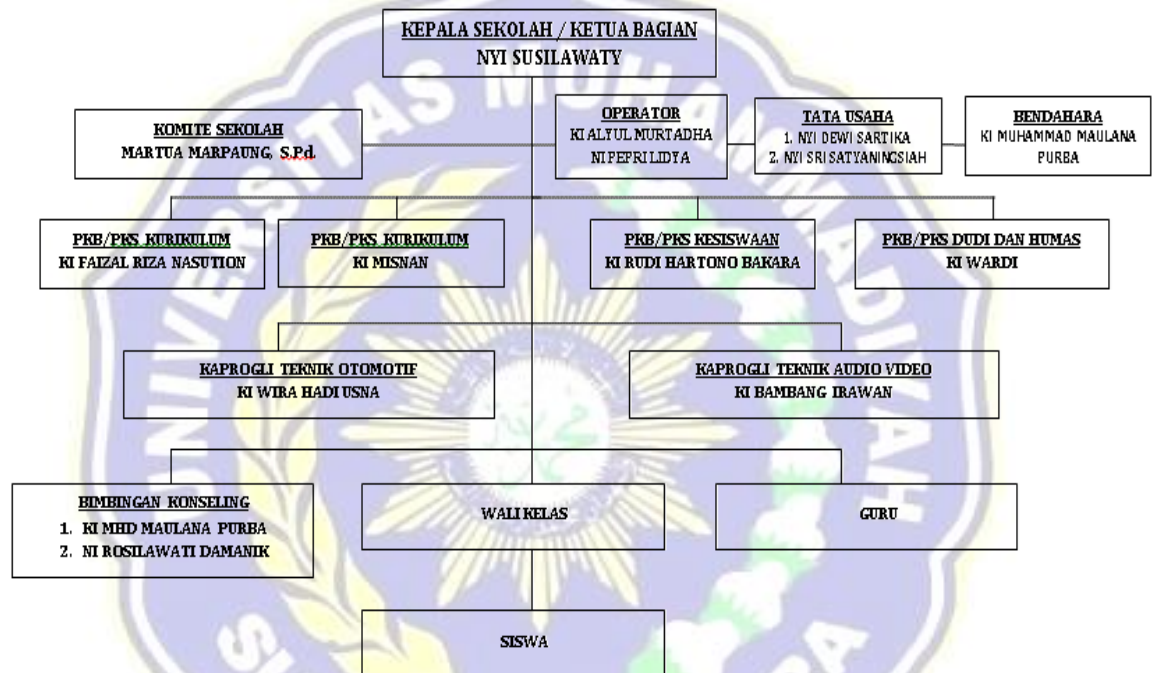 KEPALA SEKOLAH / KETUA BAGIAN
NYI SUSILAWATY
KOMITE SEKOLAH
MARTUA MARPAUNG, S.Pd.
OPERATOR
KI ALYUL MURTADHA
NI PEPRI LIDYA
TATA USAHA
1. NYI DEWI SARTIKA
2. NYI SRI SATYANINGSIAH
BENDAHARA
KI MUHAMMAD MAULANA
PURBA
PKB/PKS KURIKULUM
KI FAIZAL RIZA NASUTION
PKB/PKS KURIKULUM
KI MISNAN
PKB/PKS KESISWAAN
KI RUDI HARTONO BAKARA
PKB/PKS DUDI DAN HUMAS
KI WARDI
KAPROGLI TEKNIK OTOMOTIF
KI WIRA HADI USNA
KAPROGLI TEKNIK AUDIO VIDEO
KI BAMBANG IRAWAN
BIMBINGAN KONSELING
1. KI MHD MAULANA PURBA
2. NI ROSILAWATI DAMANIK
WALI KELAS
GURU
SISWA
UNIVERSITAS MUHAMMADIYAH